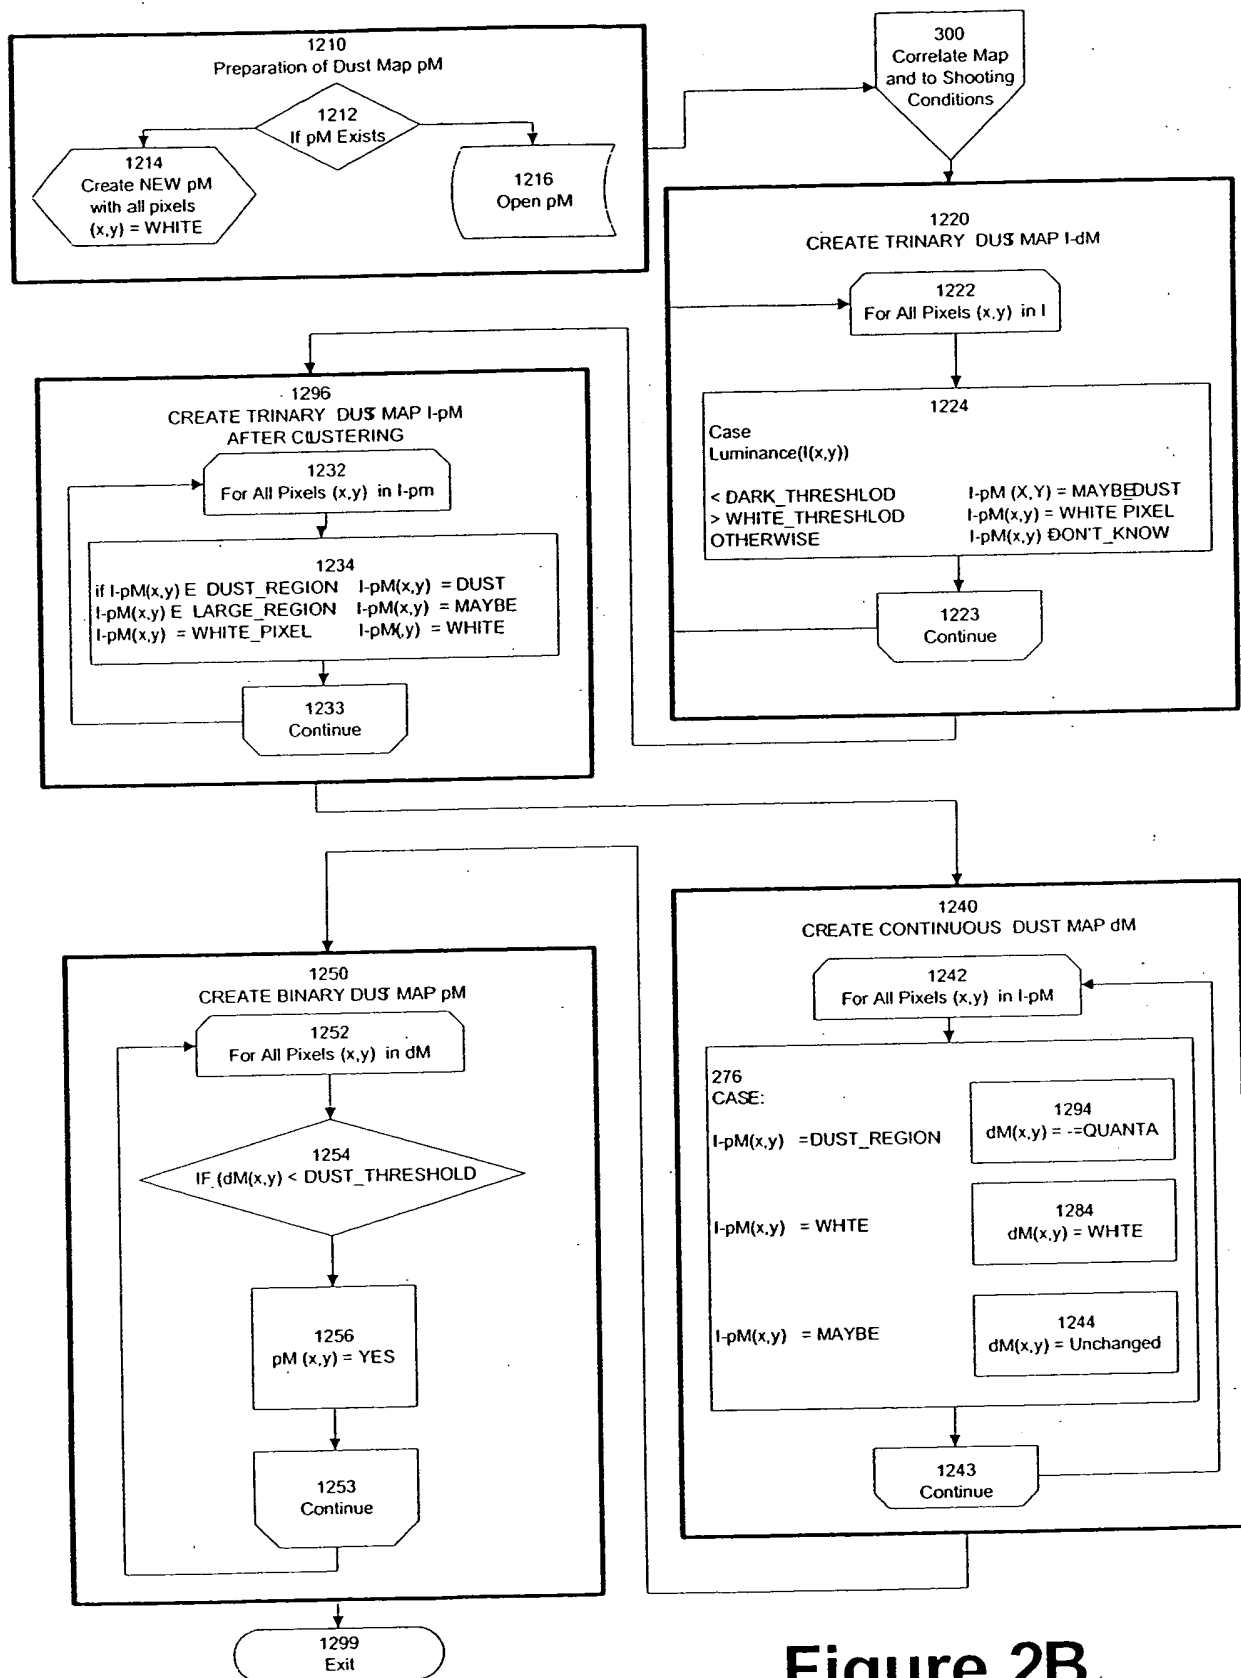 1210
Preparation of Dust Map pM
1212
If pM Exists
1214
Create NEW pM
with all pixels
(x,y) = WHITE
1216
Open pM
300
Correlate Map
and to Shooting
Conditions
1220
CREATE TRINARY DUST MAP I-dM
1222
For All Pixels (x,y) in I
1224
Case
Luminance(I(x,y))
< DARK_THRESHLOD I-pM (X,Y) = MAYBEDUST
> WHITE_THRESHLOD I-pM(x,y) = WHITE PIXEL
OTHERWISE I-pM(x,y) DON'T_KNOW
1223
Continue
1296
CREATE TRINARY DUST MAP I-pM
AFTER CLUSTERING
1232
For All Pixels (x,y) in I-pm
1234
if I-pM(x,y) E DUST_REGION I-pM(x,y) = DUST
I-pM(x,y) E LARGE_REGION I-pM(x,y) = MAYBE
I-pM(x,y) = WHITE_PIXEL I-pM(,y) = WHITE
1233
Continue
1240
CREATE CONTINUOUS DUST MAP dM
1242
For All Pixels (x,y) in I-pM
276
CASE:
I-pM(x,y) =DUST_REGION
1294
dM(x,y) = -=QUANTA
I-pM(x,y) = WHTE
1284
dM(x,y) = WHTE
I-pM(x,y) = MAYBE
1244
dM(x,y) = Unchanged
1243
Continue
1250
CREATE BINARY DUST MAP pM
1252
For All Pixels (x,y) in dM
1254
IF (dM(x,y) < DUST_THRESHOLD
1256
pM (x,y) = YES
1253
Continue
1299
Exit
Figure 2B